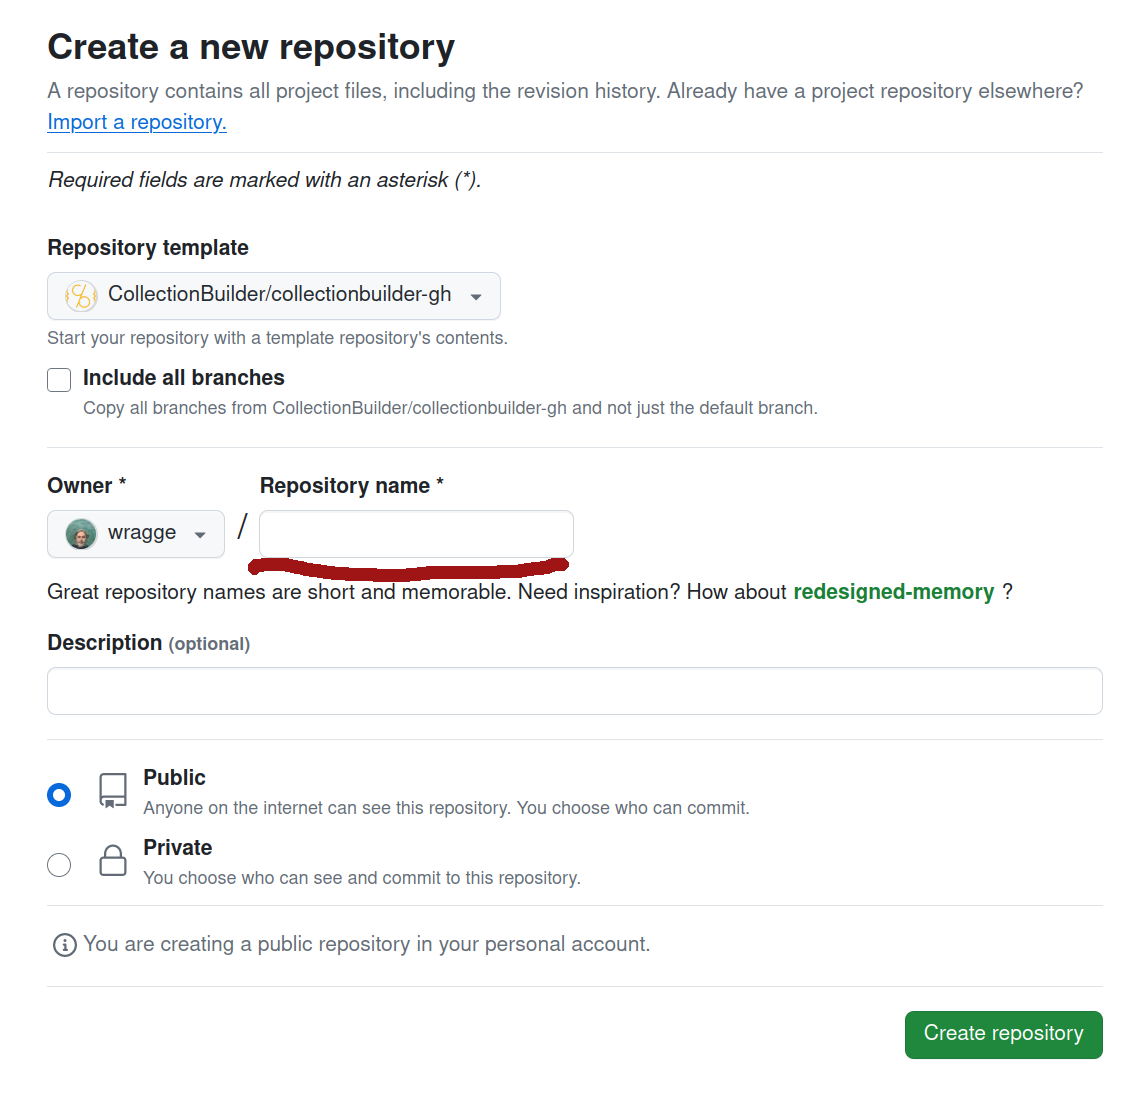 Create a new repository
A repository contains all project files, including the revision history. Already have a project repository elsewhere?
Import a repository.
Required fields are marked with an asterisk (*).
Repository template
CollectionBuilder/collectionbuilder-gh
Start your repository with a template repository's contents.
Include all branches
Copy all branches from CollectionBuilder/collectionbuilder-gh and not just the default branch.
Owner * Repository name *
wragge /
Great repository names are short and memorable. Need inspiration? How about redesigned-memory ?
Description (optional)
Public
Anyone on the internet can see this repository. You choose who can commit.
Private
You choose who can see and commit to this repository.
You are creating a public repository in your personal account.
Create repository